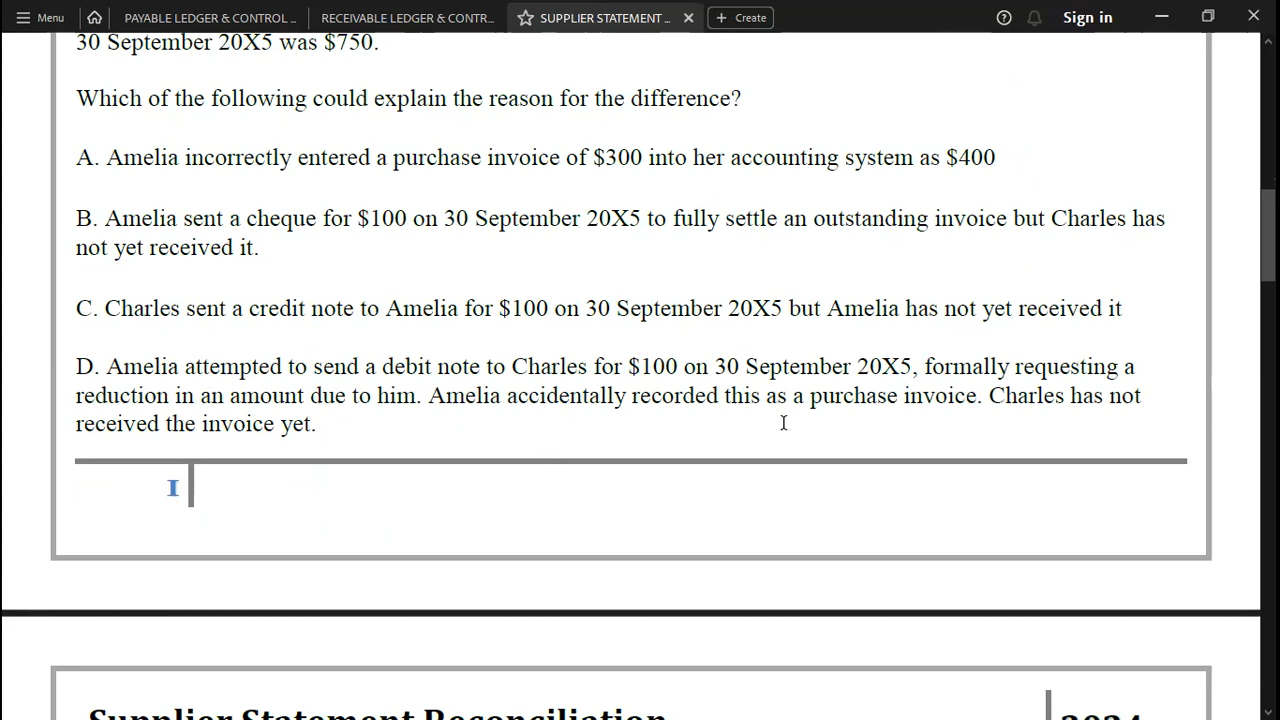 Menu PAYABLE LEDGER & CONTROL ... RECEIVABLE LEDGER & CONTR... SUPPLIER STATEMENT ... Create Sign in
30 September 20X5 was $750.
Which of the following could explain the reason for the difference?
A. Amelia incorrectly entered a purchase invoice of $300 into her accounting system as $400
B. Amelia sent a cheque for $100 on 30 September 20X5 to fully settle an outstanding invoice but Charles has
not yet received it.
C. Charles sent a credit note to Amelia for $100 on 30 September 20X5 but Amelia has not yet received it
D. Amelia attempted to send a debit note to Charles for $100 on 30 September 20X5, formally requesting a
reduction in an amount due to him. Amelia accidentally recorded this as a purchase invoice. Charles has not
received the invoice yet.
I
Supplier Statement Reconciliation 2024